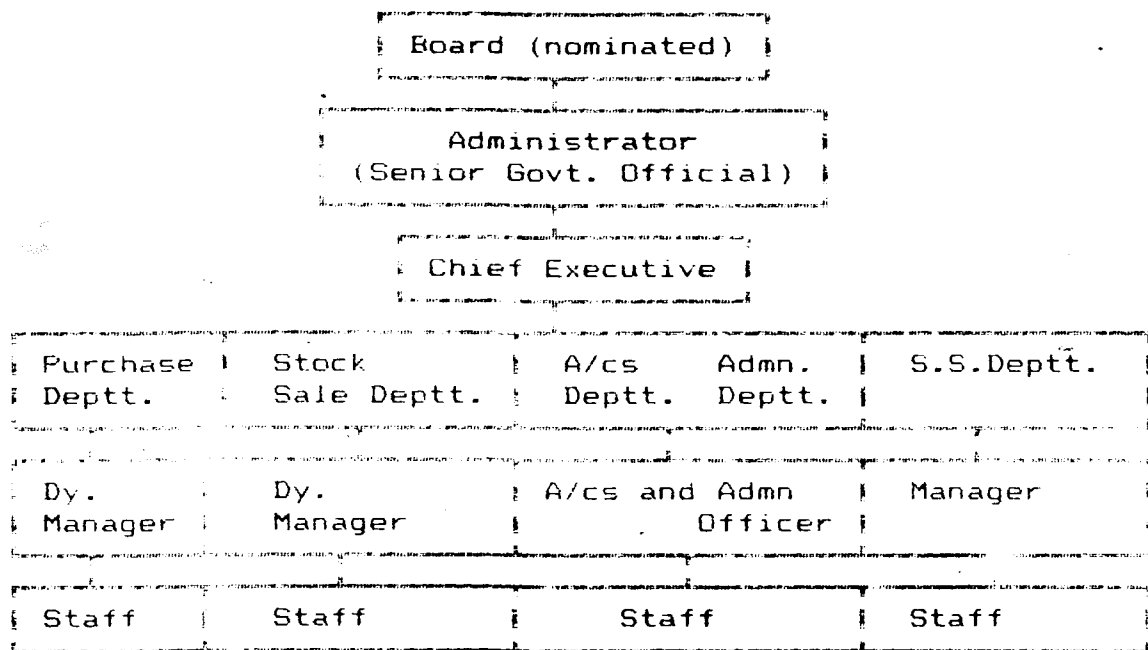 Board (nominated)
Administrator
(Senior Govt. Official)
Chief Executive
Purchase Stock A/cs Admn. S.S.Deptt.
Deptt. Sale Deptt. Deptt. Deptt.
Dy. Dy. A/cs and Admn Manager
Manager Manager Officer
Staff Staff Staff Staff